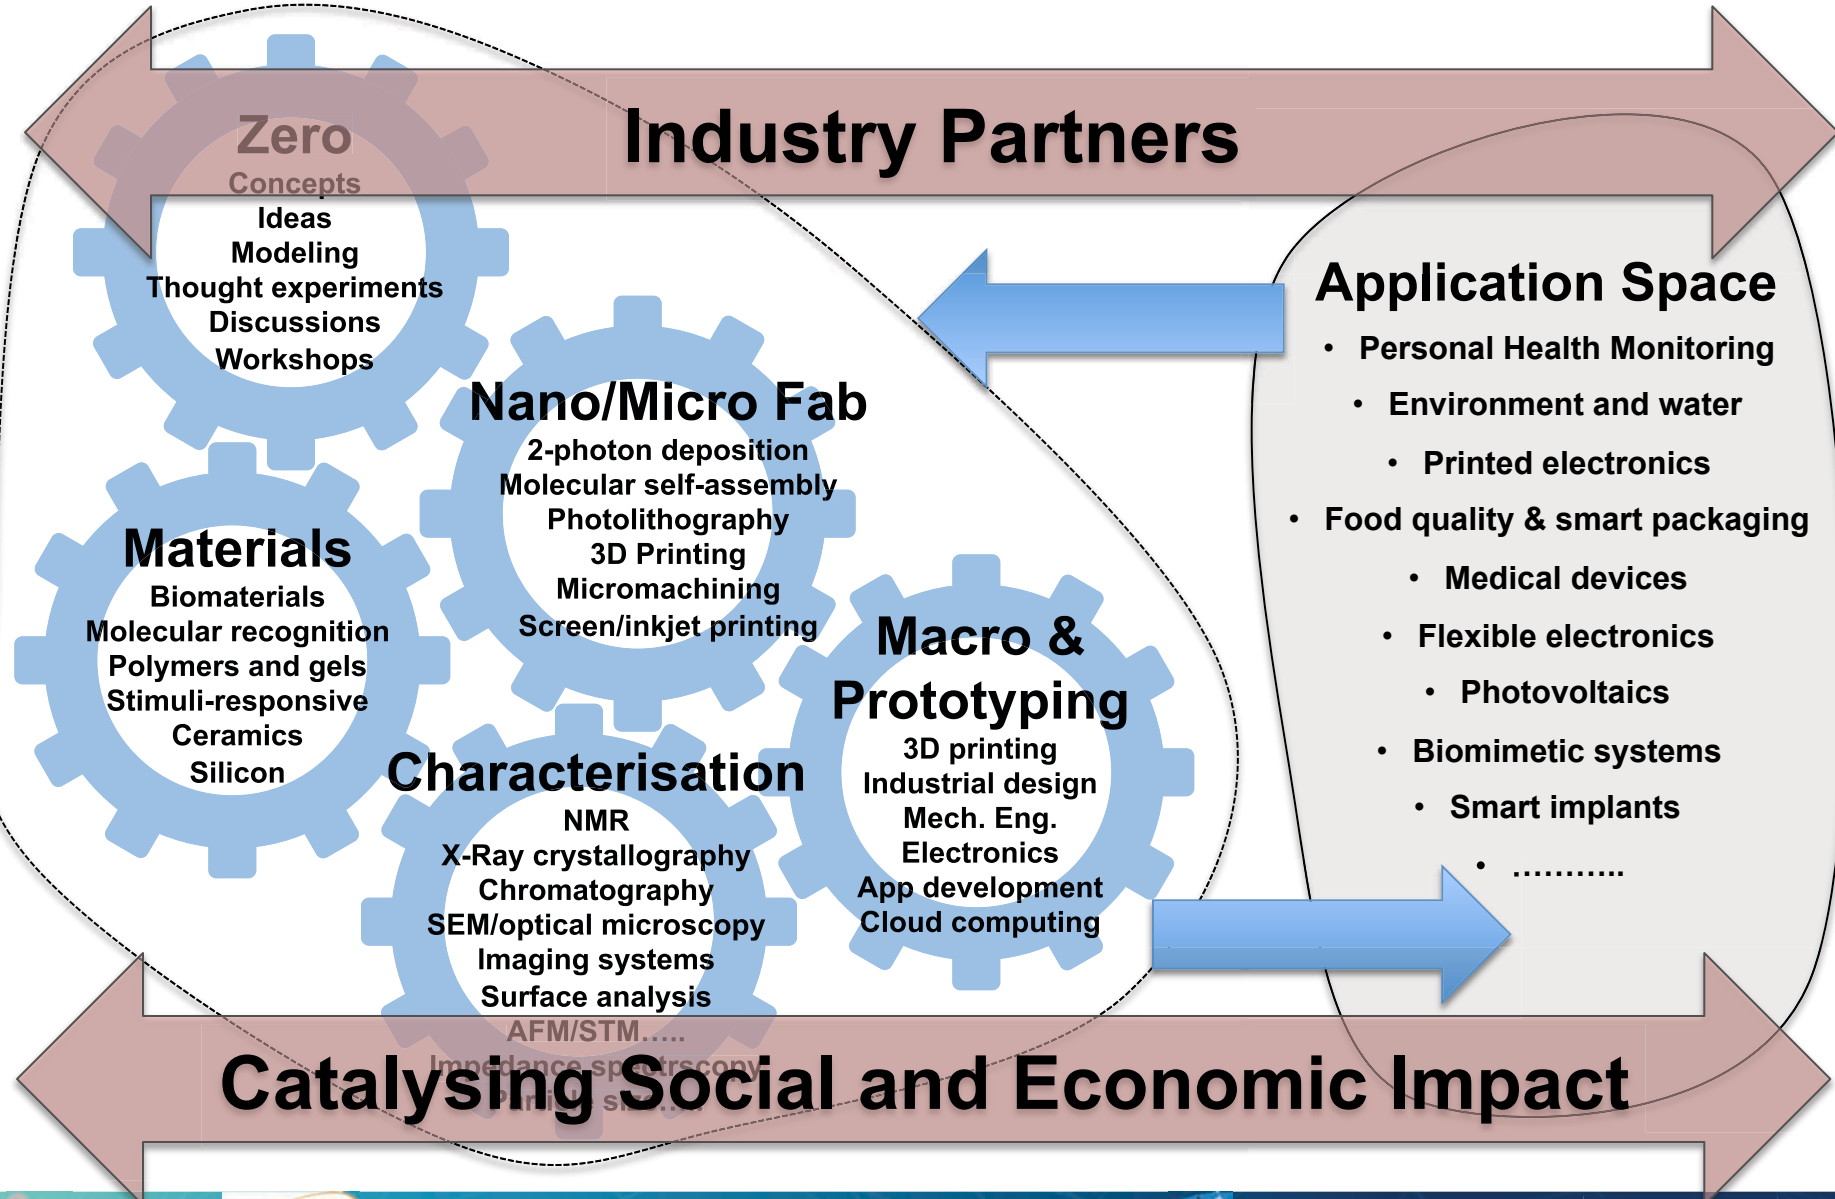 Industry Partners
Zero
Concepts
Ideas
Modeling
Thought experiments
Discussions
Workshops
Nano/Micro Fab
2-photon deposition
Molecular self-assembly
Photolithography
3D Printing
Micromachining
Screen/inkjet printing
Materials
Biomaterials
Molecular recognition
Polymers and gels
Stimuli-responsive
Ceramics
Silicon
Macro &
Prototyping
3D printing
Industrial design
Mech. Eng.
Electronics
App development
Cloud computing
Characterisation
NMR
X-Ray crystallography
Chromatography
SEM/optical microscopy
Imaging systems
Surface analysis
AFM/STM.....
Impedance spectrscopy
Particle size.....
Application Space
• Personal Health Monitoring
• Environment and water
• Printed electronics
• Food quality & smart packaging
• Medical devices
• Flexible electronics
• Photovoltaics
• Biomimetic systems
• Smart implants
• ...........
Catalysing Social and Economic Impact